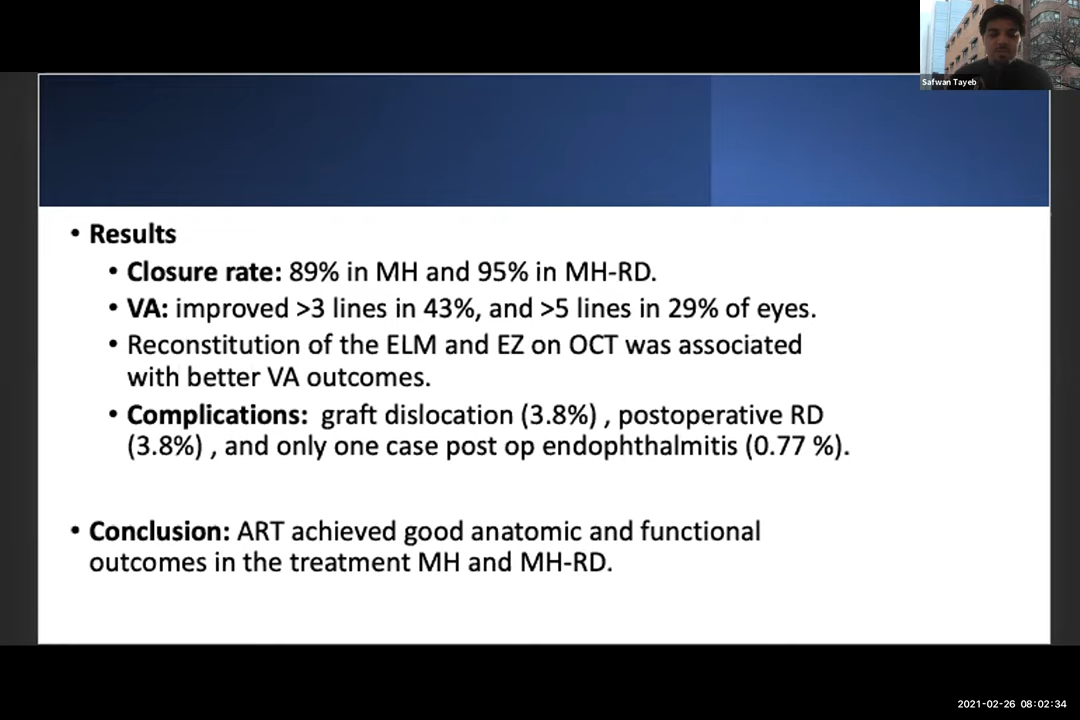 Safwan Tayeb
• Results
• Closure rate: 89% in MH and 95% in MH-RD.
• VA: improved >3 lines in 43%, and >5 lines in 29% of eyes.
• Reconstitution of the ELM and EZ on OCT was associated
with better VA outcomes.
• Complications: graft dislocation (3.8%) , postoperative RD
(3.8%) , and only one case post op endophthalmitis (0.77 %).
• Conclusion: ART achieved good anatomic and functional
outcomes in the treatment MH and MH-RD.
2021-02-26 08:02:34